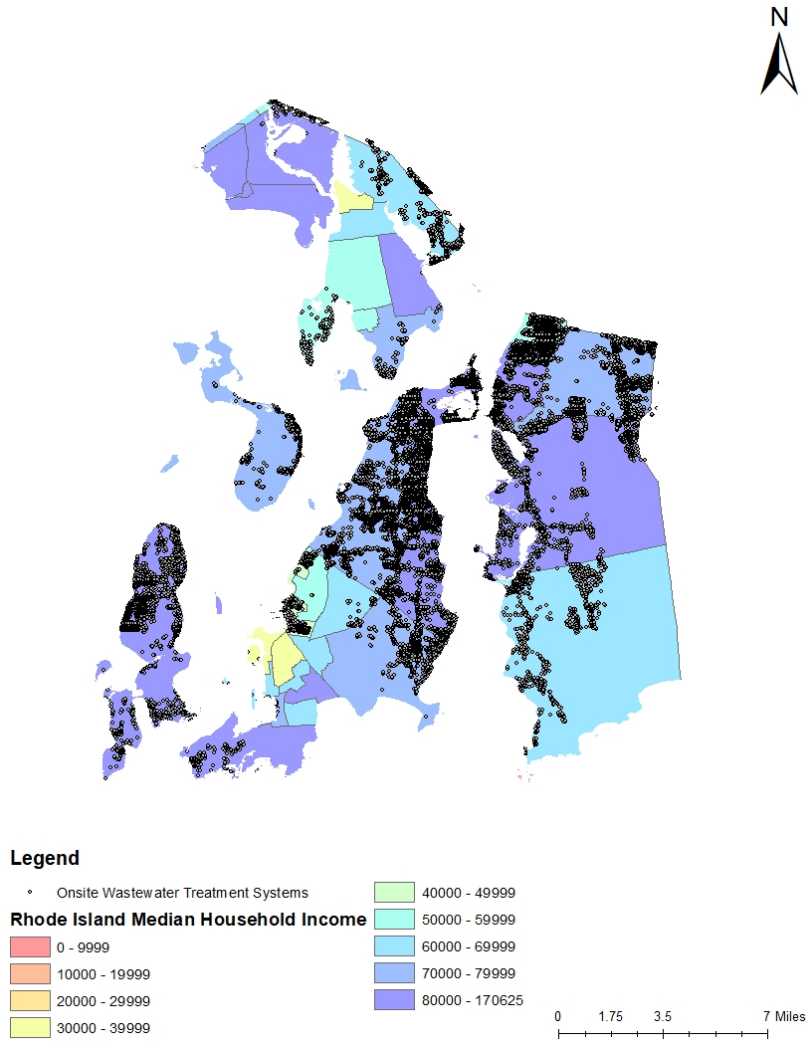 N
Legend
Onsite Wastewater Treatment Systems
Rhode Island Median Household Income
0 - 9999
10000 - 19999
20000 - 29999
30000 - 39999
40000 - 49999
50000 - 59999
60000 - 69999
70000 - 79999
80000 - 170625
0 1.75 3.5 7 Miles